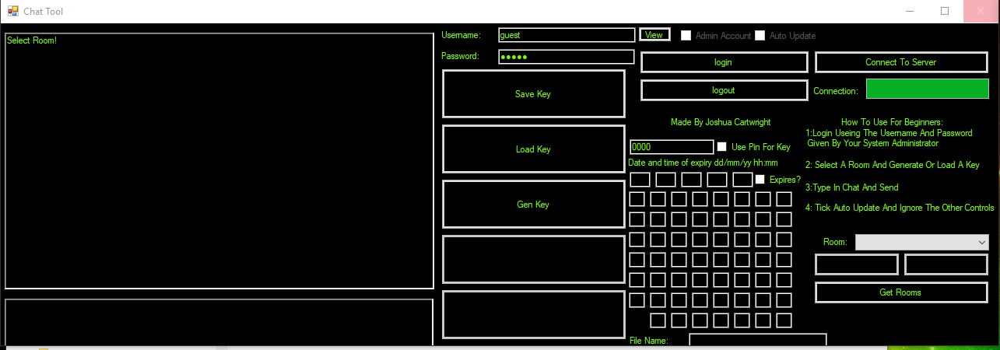 Chat Tool
Select Room!
Username:
guest
View
Admin Account
Auto Update
Password:
login
Connect To Server
logout
Connection:
Save Key
Load Key
Gen Key
Made By Joshua Cartwright
0000
Use Pin For Key
Date and time of expiry dd/mm/yy hh:mm
Expires?
File Name:
How To Use For Beginners:
1:Login Useing The Username And Password
Given By Your System Administrator
2: Select A Room And Generate Or Load A Key
3:Type In Chat And Send
4: Tick Auto Update And Ignore The Other Controls
Room:
Get Rooms